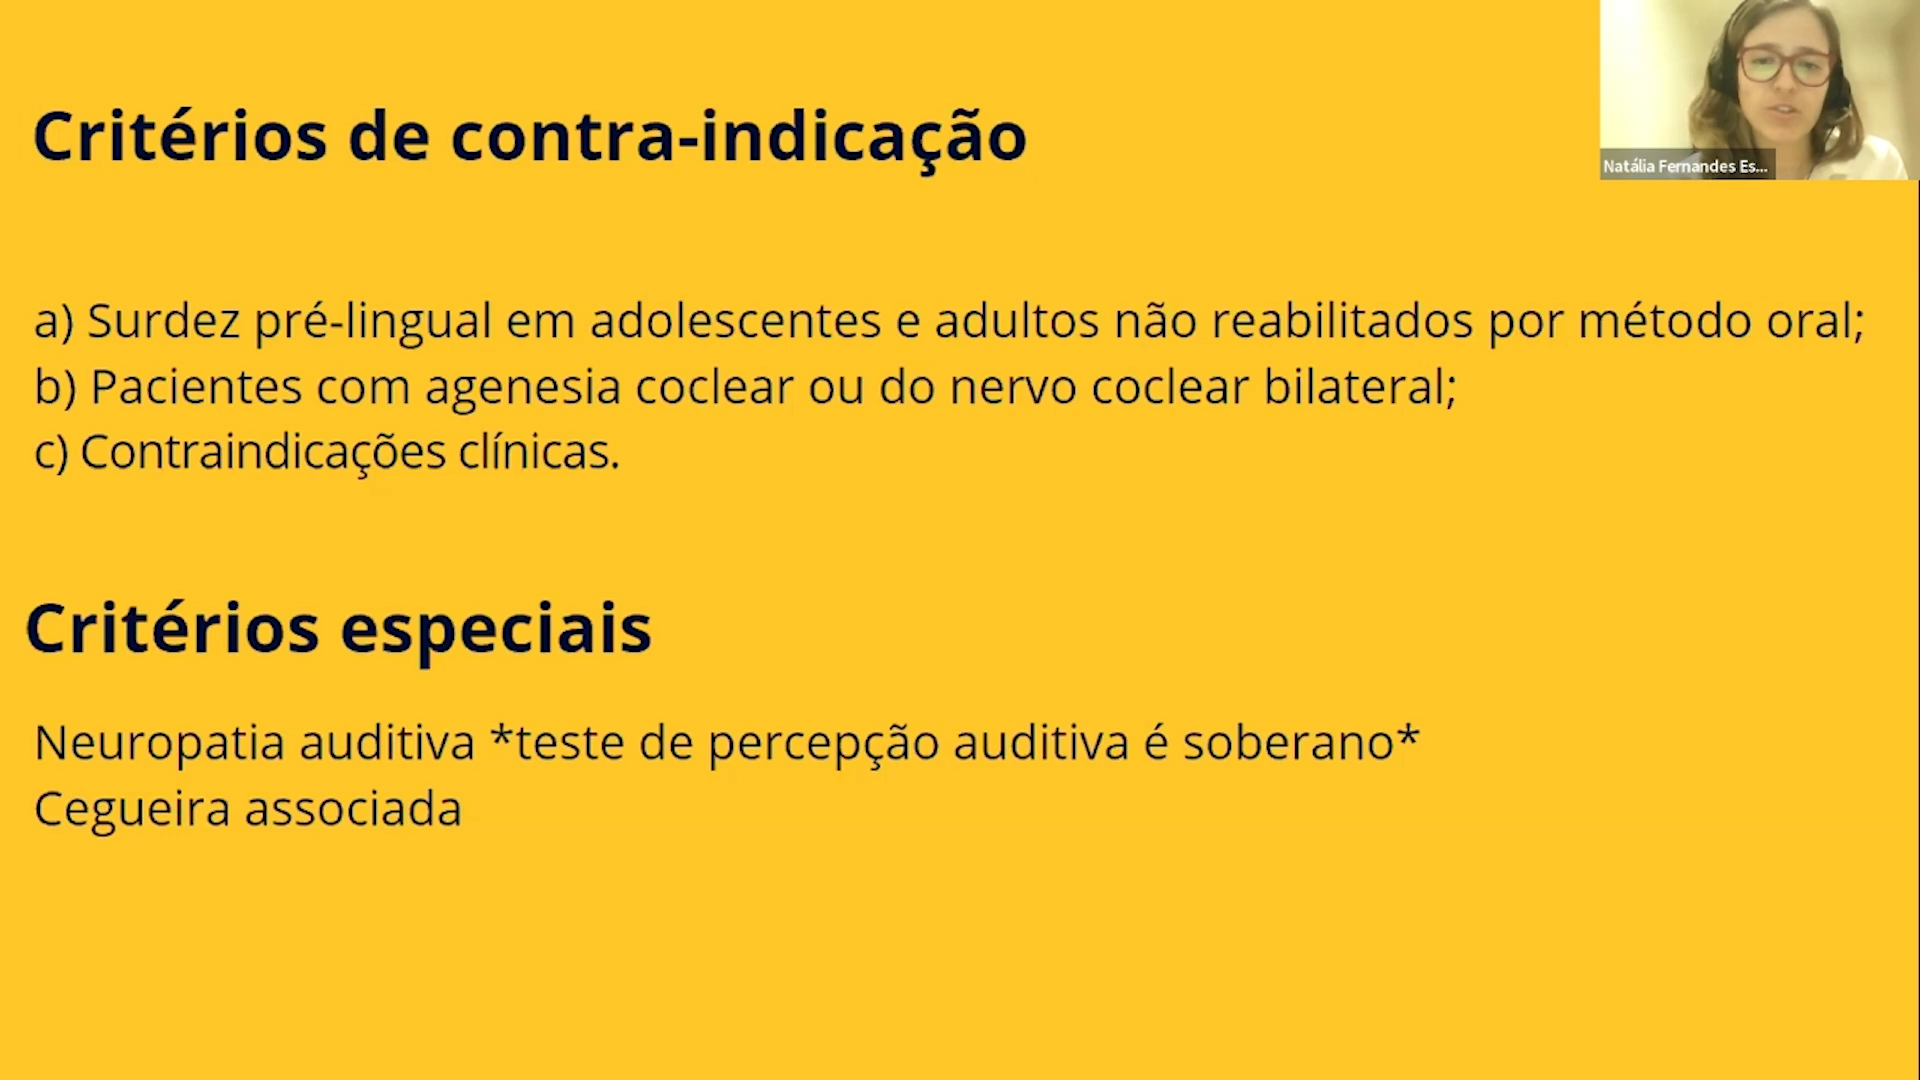 Critérios de contra-indicação
Natália Fernandes Es...
a) Surdez pré-lingual em adolescentes e adultos não reabilitados por método oral;
b) Pacientes com agenesia coclear ou do nervo coclear bilateral;
c) Contraindicações clínicas.
Critérios especiais
Neuropatia auditiva *teste de percepção auditiva é soberano*
Cegueira associada